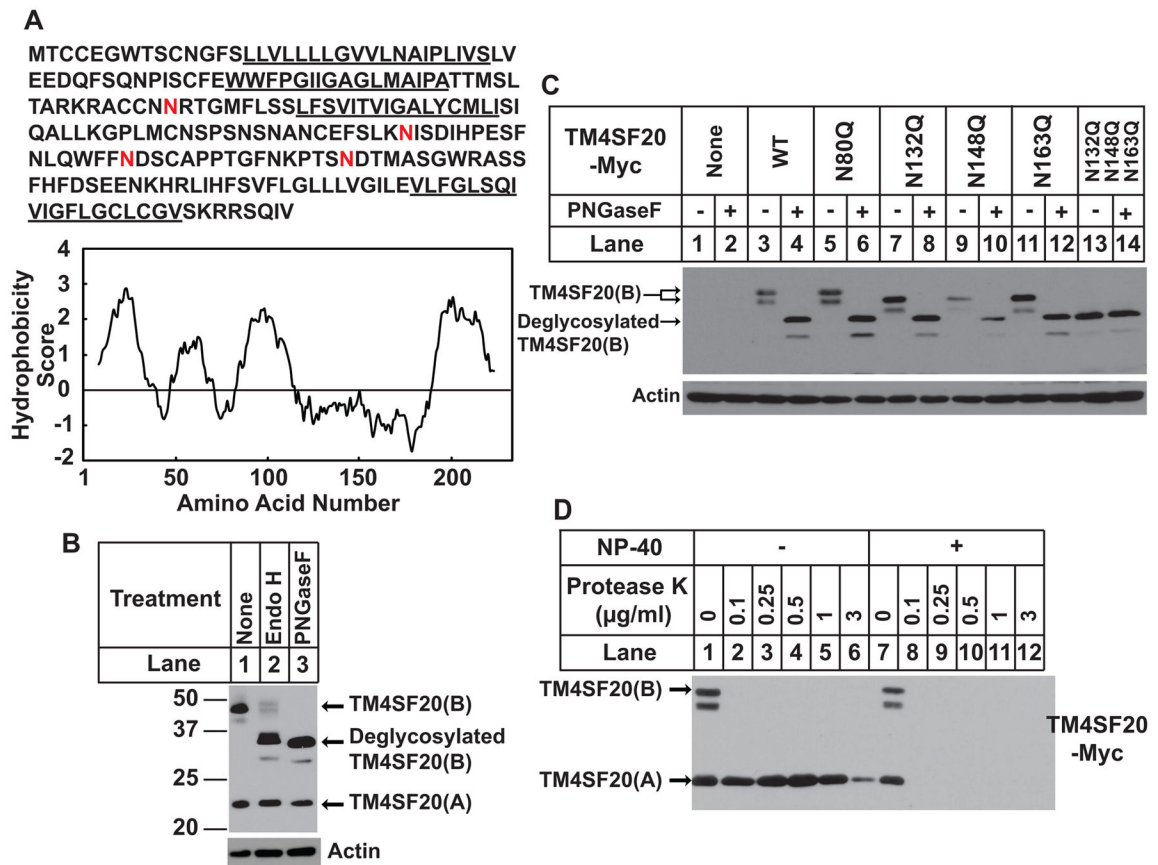 A
MTCCEGWTSCNGFSLLVLLLLGVVLNAIPLIVSLV
EEDQFSQNPISCFEWWFPGIIGAGLMAIPATTMSL
TARKRACCNNRTGMFLSSLFSVITVIGALYCMLISI
QALLKGPLMCNSPSNSNANCEFSLKNISDIHPESF
NLQWFFNDSCAPPTGFNKPTSNDTMASGWRASS
FHFDSEENKHRLIHFSVFLGLLLVGILEVLFGLSQI
VIGFLGCLCGVSKRRSQIV
Hydrophobicity
Score
4
3
2
1
0
-1
-2
1 50 100 150 200
Amino Acid Number
B
Treatment None Endo H PNGaseF
Lane 1 2 3
50
37
25
20
TM4SF20(B)
Deglycosylated
TM4SF20(B)
TM4SF20(A)
Actin
C
TM4SF20
-Myc
None WT N80Q N132Q N148Q N163Q N132Q N148Q N163Q
PNGaseF - + - + - + - + - + - + - +
Lane 1 2 3 4 5 6 7 8 9 10 11 12 13 14
TM4SF20(B)
Deglycosylated
TM4SF20(B)
Actin
D
NP-40 - +
Protease K
(µg/ml)
0 0.1 0.25 0.5 1 3 0 0.1 0.25 0.5 1 3
Lane 1 2 3 4 5 6 7 8 9 10 11 12
TM4SF20(B)
TM4SF20(A)
TM4SF20
-Myc